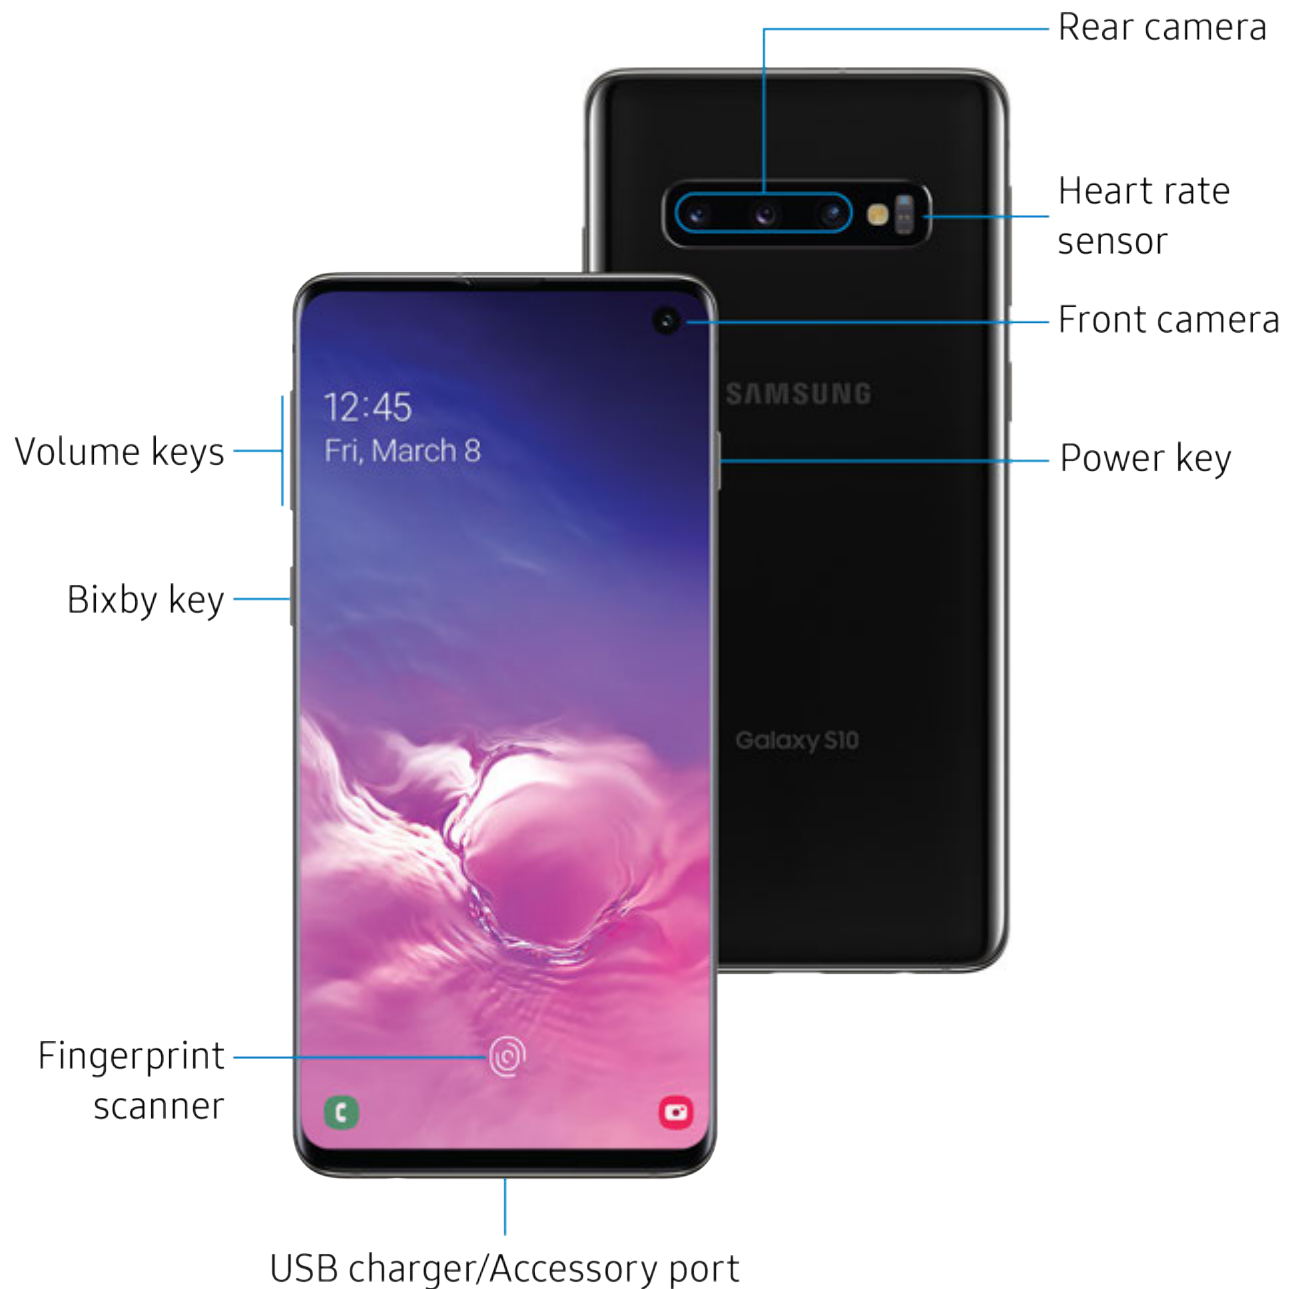 Rear camera
Heart rate
sensor
Front camera
SAMSUNG
12:45
Fri, March 8
Volume keys
Power key
Bixby key
Galaxy S10
Fingerprint
scanner
USB charger/Accessory port